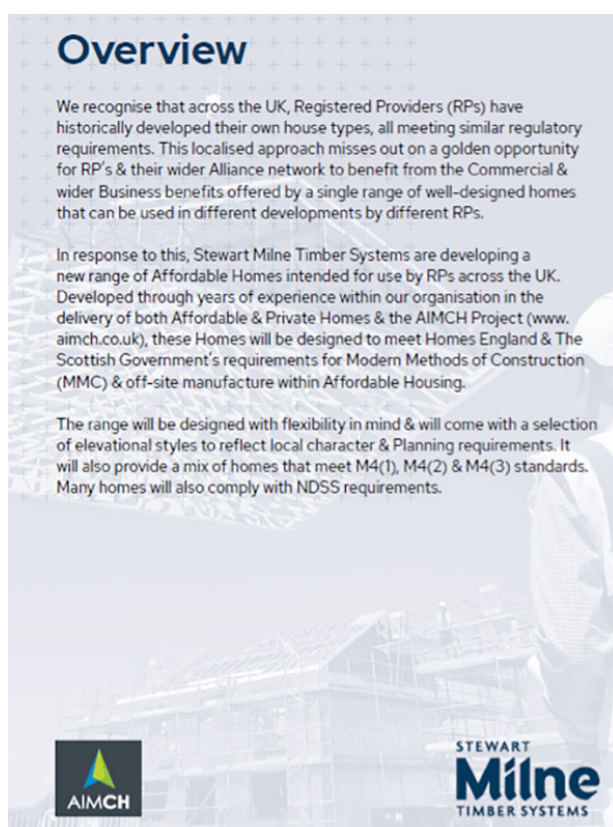 Overview
We recognise that across the UK, Registered Providers (RPs) have
historically developed their own house types, all meeting similar regulatory
requirements. This localised approach misses out on a golden opportunity
for RP's & their wider Alliance network to benefit from the Commercial &
wider Business benefits offered by a single range of well-designed homes
that can be used in different developments by different RPs.
In response to this, Stewart Milne Timber Systems are developing a
new range of Affordable Homes intended for use by RPs across the UK.
Developed through years of experience within our organisation in the
delivery of both Affordable & Private Homes & the AIMCH Project (www.
aimch.co.uk), these Homes will be designed to meet Homes England & The
Scottish Government's requirements for Modern Methods of Construction
(MMC) & off-site manufacture within Affordable Housing.
The range will be designed with flexibility in mind & will come with a selection
of elevational styles to reflect local character & Planning requirements. It
will also provide a mix of homes that meet M4(1), M4(2) & M4(3) standards.
Many homes will also comply with NDSS requirements.
AIMCH
STEWART
Milne
TIMBER SYSTEMS